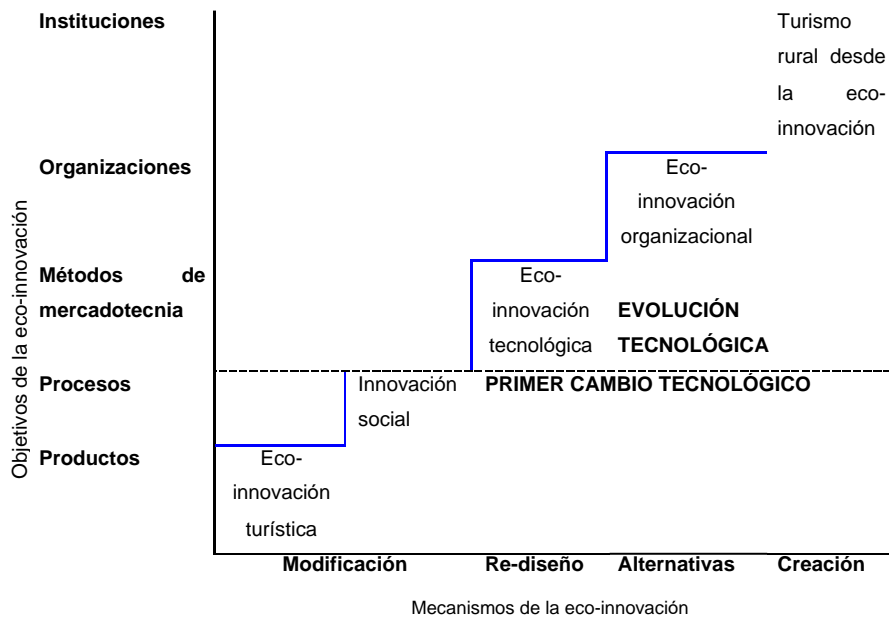 Instituciones
Turismo
rural desde
la eco-
innovación
Organizaciones
Eco-
innovación
organizacional
Métodos de
mercadotecnia
Eco-
innovación
tecnológica
EVOLUCIÓN
TECNOLÓGICA
Procesos
Innovación
social
PRIMER CAMBIO TECNOLÓGICO
Productos
Eco-
innovación
turística
Objetivos de la eco-innovación
Modificación
Re-diseño
Alternativas
Creación
Mecanismos de la eco-innovación